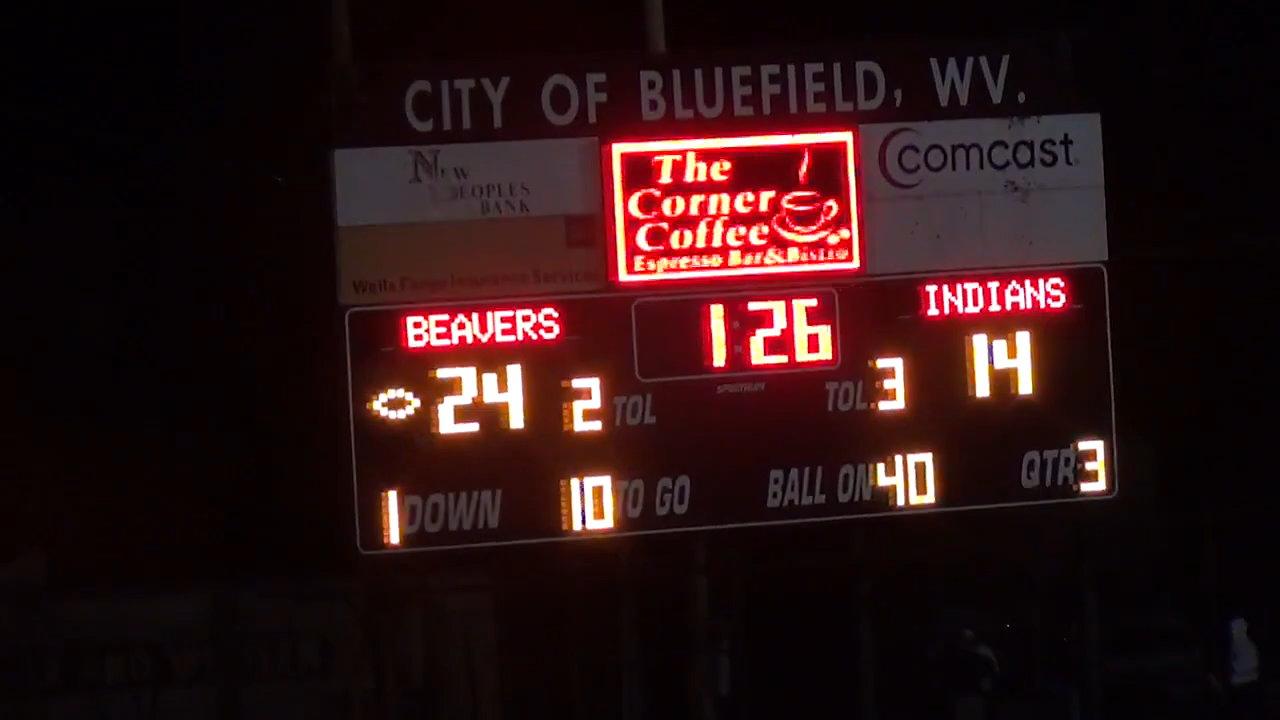 CITY OF BLUEFIELD, WV.
NEW
PEOPLES
BANK
The
Corner
Coffee
Espresso Bar&Bistro
comcast
Wells Fargo Insurance Services
BEAVERS
1:26
INDIANS
24
2 TOL
TOL 3
14
1 DOWN
10 TO GO
BALL ON 40
QTR 3